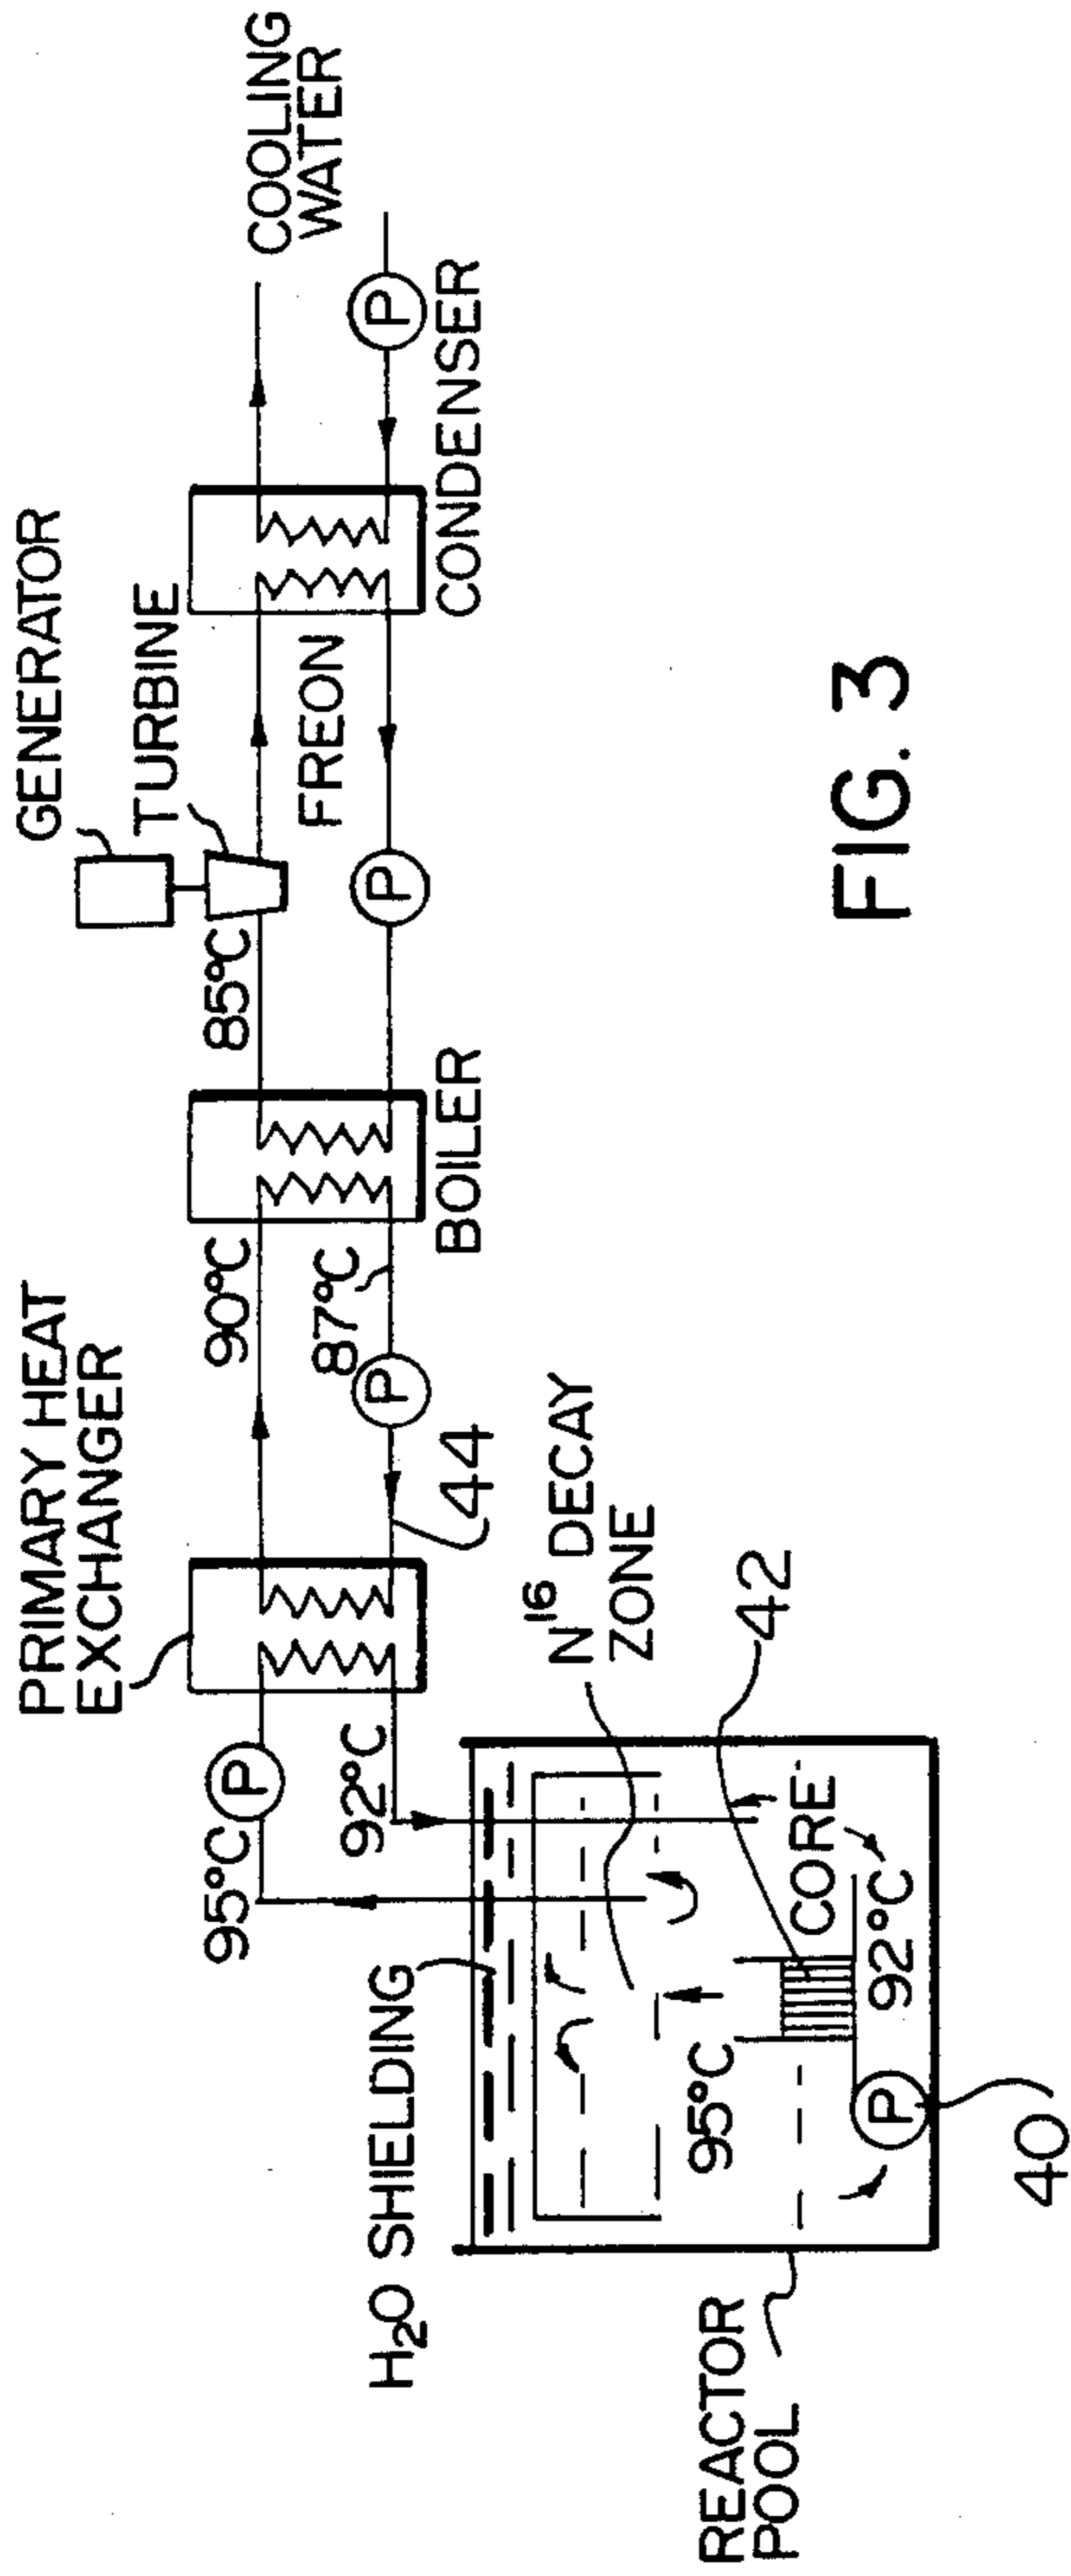 PRIMARY HEAT
EXCHANGER
GENERATOR
TURBINE
COOLING
WATER
95°C
P
90°C
85°C
92°C
87°C
P
P
FREON
P
44
BOILER
CONDENSER
H₂O SHIELDING
N¹⁶ DECAY
ZONE
42
95°C
CORE
92°C
P
40
REACTOR
POOL
FIG. 3